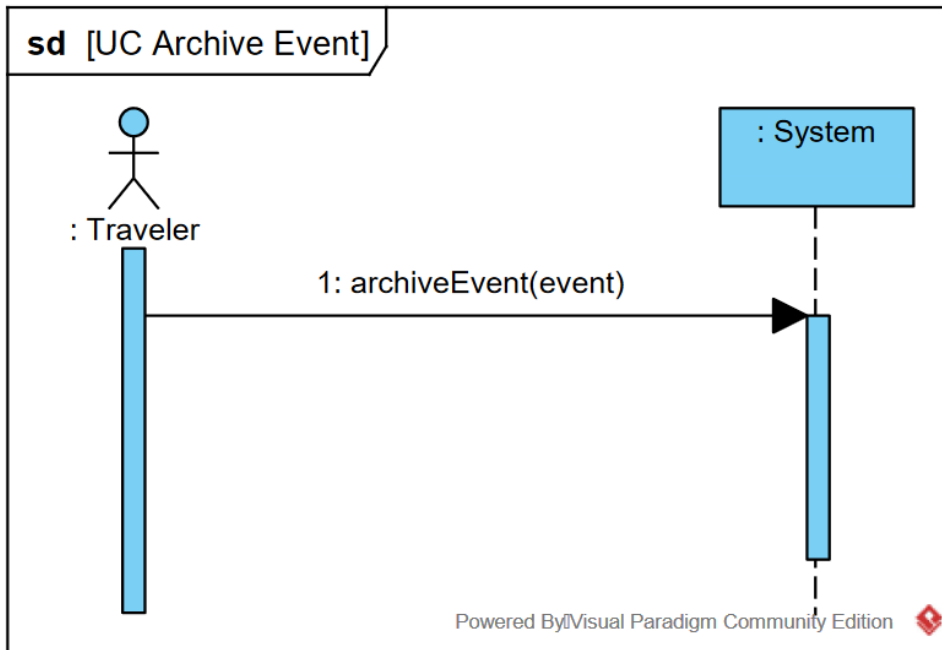 sd [UC Archive Event]
: System
: Traveler
1: archiveEvent(event)
Powered By Visual Paradigm Community Edition